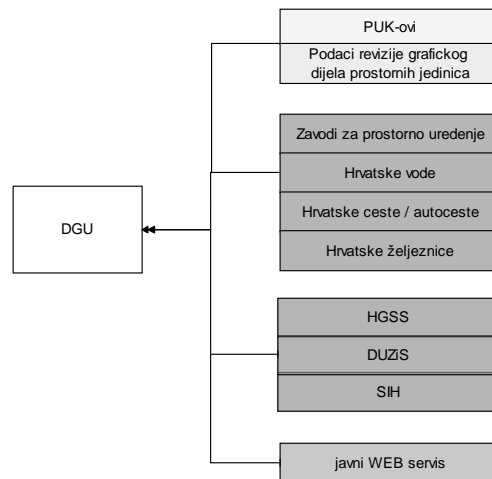 PUK-ovi
Podaci revizije grafickog
dijela prostornih jedinica
Zavodi za prostorno uredenje
Hrvatske vode
DGU
Hrvatske ceste / autoceste
Hrvatske željeznice
HGSS
DUZiS
SIH
javni WEB servis